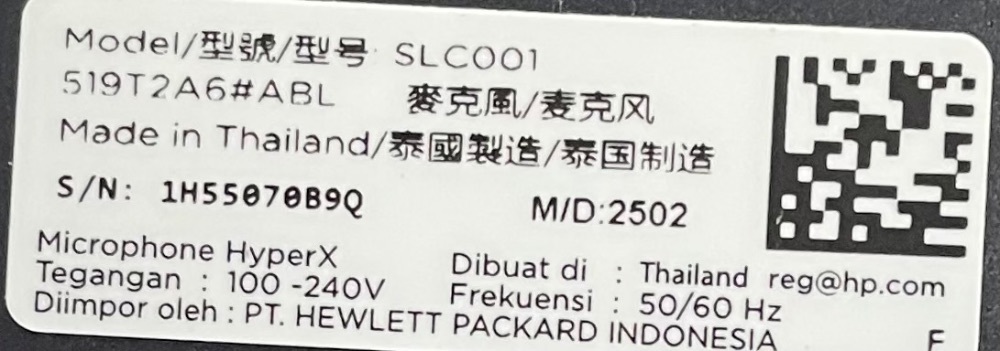 Model/型號/型号 SLC001
519T2A6#ABL 麥克風/麦克风
Made in Thailand/泰國製造/泰国制造
S/N: 1H55070B9Q M/D:2502
Microphone HyperX
Dibuat di : Thailand reg@hp.com
Tegangan : 100 -240V Frekuensi : 50/60 Hz
Diimpor oleh : PT. HEWLETT PACKARD INDONESIA
F